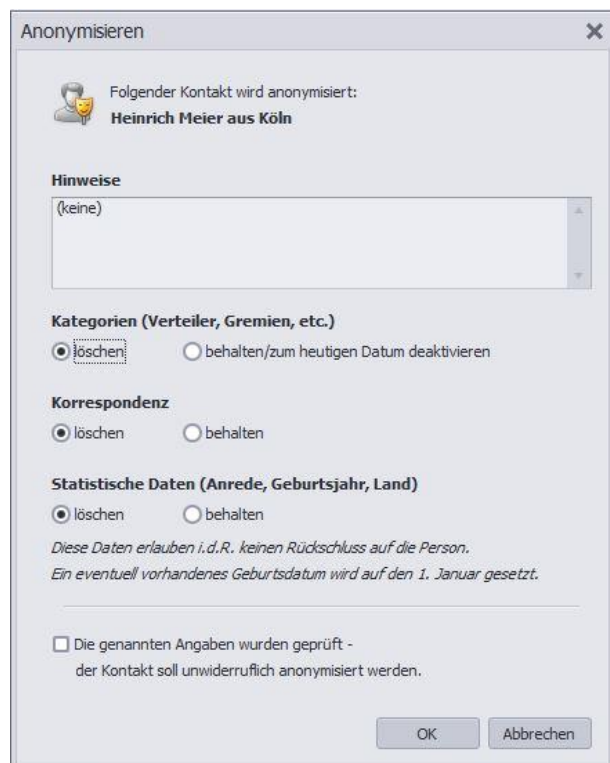 Anonymisieren
Folgender Kontakt wird anonymisiert:
Heinrich Meier aus Köln
Hinweise
(keine)
Kategorien (Verteiler, Gremien, etc.)
löschen behalten/zum heutigen Datum deaktivieren
Korrespondenz
löschen behalten
Statistische Daten (Anrede, Geburtsjahr, Land)
löschen behalten
Diese Daten erlauben i.d.R. keinen Rückschluss auf die Person.
Ein eventuell vorhandenes Geburtsdatum wird auf den 1. Januar gesetzt.
Die genannten Angaben wurden geprüft -
der Kontakt soll unwiderruflich anonymisiert werden.
OK Abbrechen